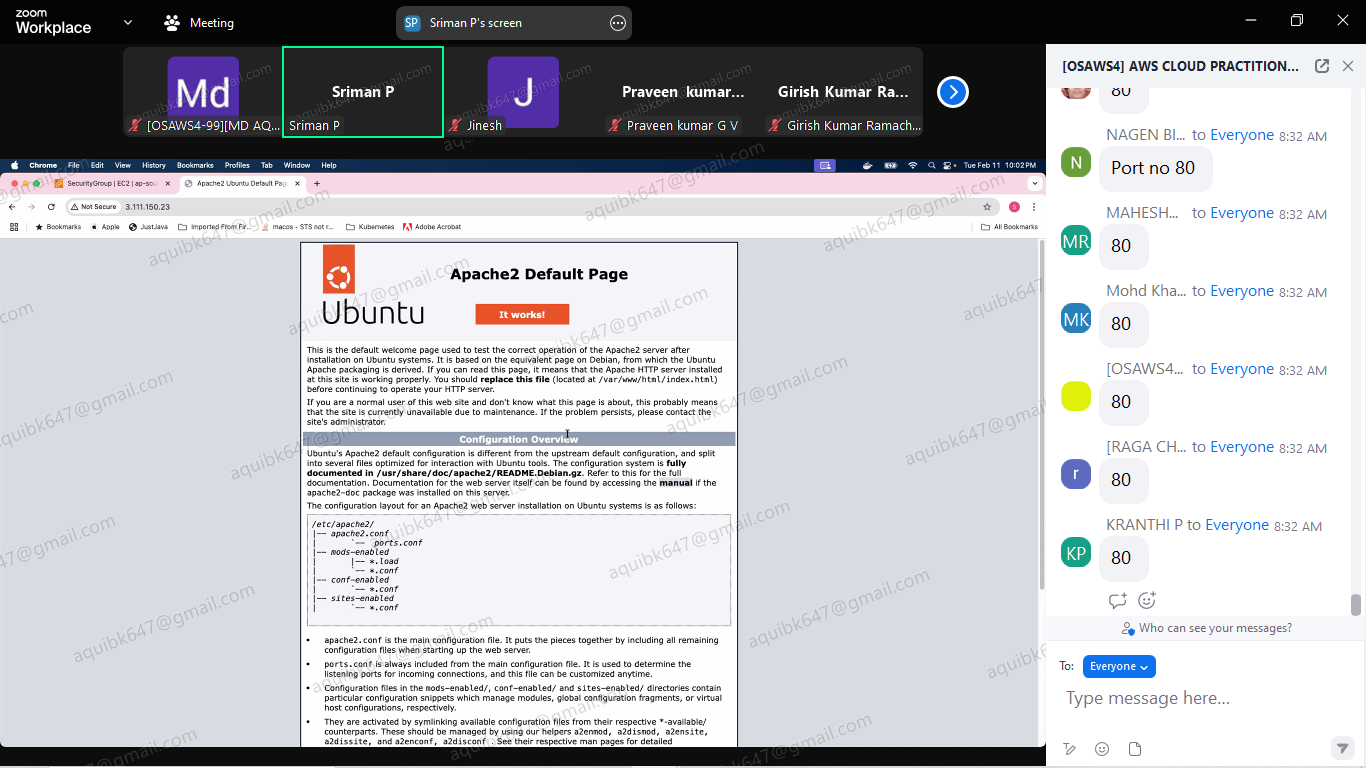 zoom
Workplace
Meeting
SP Sriman P's screen
Md
[OSAWS4-99][MD AQ...
Sriman P
Sriman P
J
Jinesh
Praveen kumar...
Praveen kumar G V
Girish Kumar Ra...
Girish Kumar Ramach...
Chrome File Edit View History Bookmarks Profiles Tab Window Help
Tue Feb 11 10:02PM
SecurityGroup | EC2 | ap-sou
Apache2 Ubuntu Default Pag
Not Secure 3.111.150.23
S
Bookmarks Apple JustJava Imported From Fir... macos - STS not r... Kubernetes Adobe Acrobat
All Bookmarks
Ubuntu
Apache2 Default Page
It works!
This is the default welcome page used to test the correct operation of the Apache2 server after
installation on Ubuntu systems. It is based on the equivalent page on Debian, from which the Ubuntu
Apache packaging is derived. If you can read this page, it means that the Apache HTTP server installed
at this site is working properly. You should replace this file (located at /var/www/html/index.html)
before continuing to operate your HTTP server.
If you are a normal user of this web site and don't know what this page is about, this probably means
that the site is currently unavailable due to maintenance. If the problem persists, please contact the
site's administrator.
Configuration Overview
Ubuntu's Apache2 default configuration is different from the upstream default configuration, and split
into several files optimized for interaction with Ubuntu tools. The configuration system is fully
documented in /usr/share/doc/apache2/README.Debian.gz. Refer to this for the full
documentation. Documentation for the web server itself can be found by accessing the manual if the
apache2-doc package was installed on this server.
The configuration layout for an Apache2 web server installation on Ubuntu systems is as follows:
/etc/apache2/
|-- apache2.conf
|       `--  ports.conf
|-- mods-enabled
|       |-- *.load
|       `-- *.conf
|-- conf-enabled
|       `-- *.conf
|-- sites-enabled
|       `-- *.conf
• apache2.conf is the main configuration file. It puts the pieces together by including all remaining
configuration files when starting up the web server.
• ports.conf is always included from the main configuration file. It is used to determine the
listening ports for incoming connections, and this file can be customized anytime.
• Configuration files in the mods-enabled/, conf-enabled/ and sites-enabled/ directories contain
particular configuration snippets which manage modules, global configuration fragments, or virtual
host configurations, respectively.
• They are activated by symlinking available configuration files from their respective *-available/
counterparts. These should be managed by using our helpers a2enmod, a2dismod, a2ensite,
a2dissite, and a2enconf, a2disconf . See their respective man pages for detailed
[OSAWS4] AWS CLOUD PRACTITION...
80
NAGEN BI... to Everyone 8:32 AM
N
Port no 80
MAHESH... to Everyone 8:32 AM
MR
80
Mohd Kha... to Everyone 8:32 AM
MK
80
[OSAWS4... to Everyone 8:32 AM
80
[RAGA CH... to Everyone 8:32 AM
r
80
KRANTHI P to Everyone 8:32 AM
KP
80
Who can see your messages?
To: Everyone
Type message here...
aquibk647@gmail.com